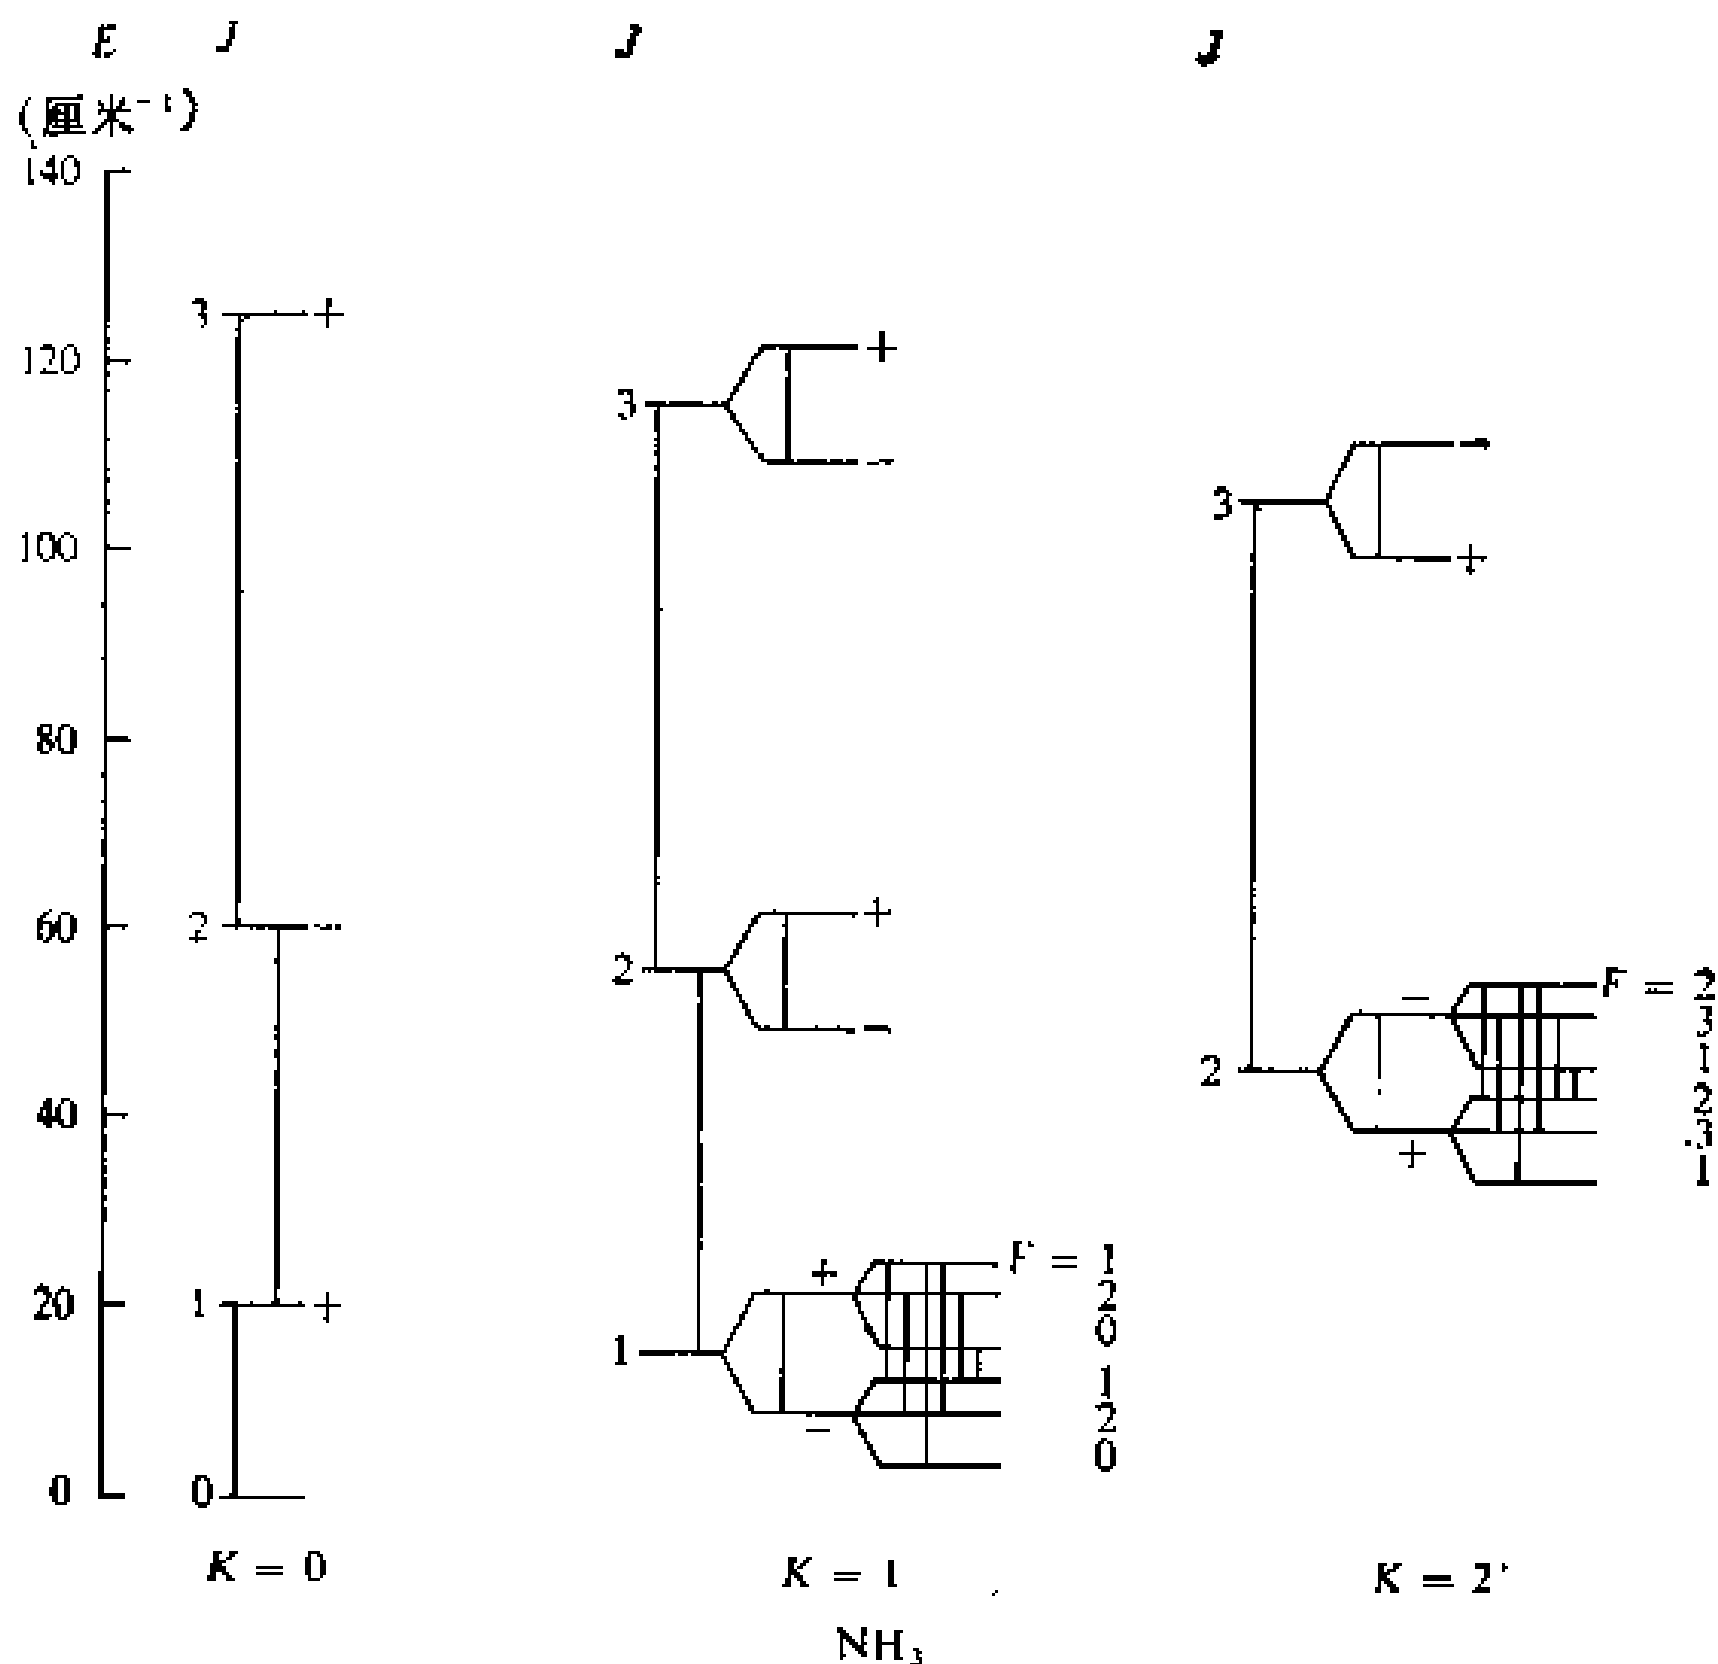 E J J J
(厘米⁻¹)
140
3 +
120 +
3
−
−
3
100 +
80
60 2 − +
2
−
− F = 2
3
1
2
40 2
3
+ 1
F = 1
+ 2
20 1 + 0
1
1
2
− 0
0 0
K = 0 K = 1 K = 2
NH₃